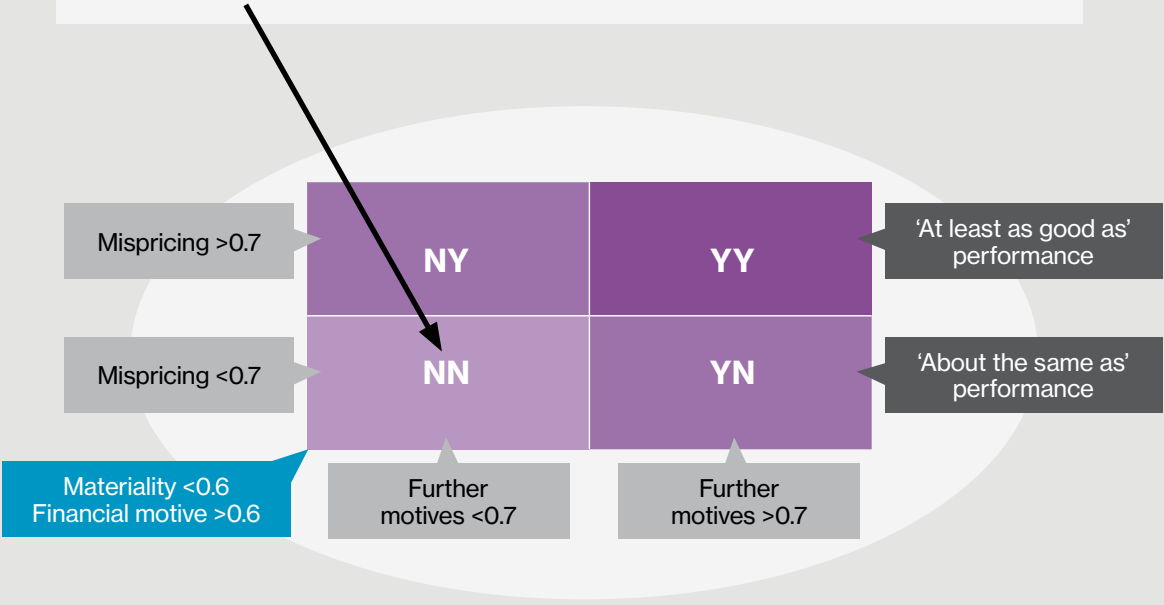 Mispricing >0.7
NY
YY
‘At least as good as’
performance
Mispricing <0.7
NN
YN
‘About the same as’
performance
Materiality <0.6
Financial motive >0.6
Further
motives <0.7
Further
motives >0.7